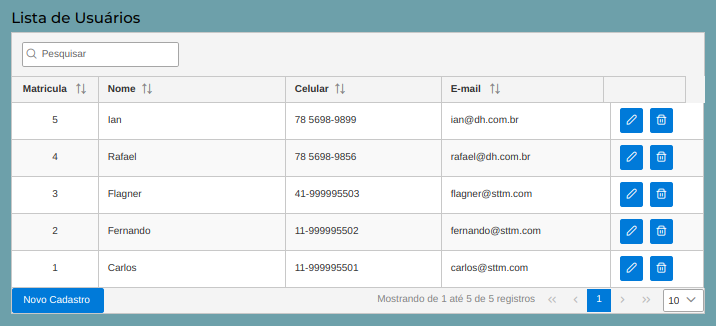 Lista de Usuários
Pesquisar
Matricula Nome Celular E-mail
5 Ian 78 5698-9899 ian@dh.com.br
4 Rafael 78 5698-9856 rafael@dh.com.br
3 Flagner 41-999995503 flagner@sttm.com
2 Fernando 11-999995502 fernando@sttm.com
1 Carlos 11-999995501 carlos@sttm.com
Novo Cadastro Mostrando de 1 até 5 de 5 registros « ‹ 1 › » 10